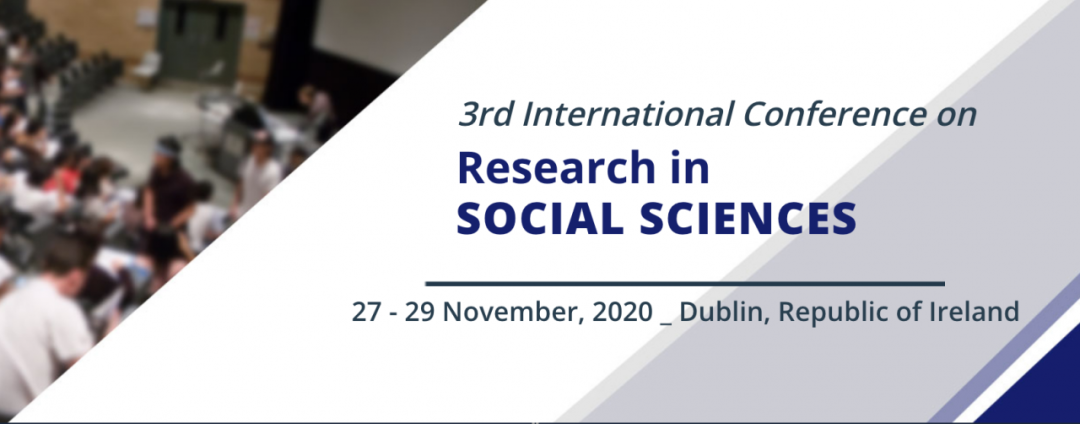 3rd International Conference on
Research in
SOCIAL SCIENCES
27 - 29 November, 2020 _ Dublin, Republic of Ireland